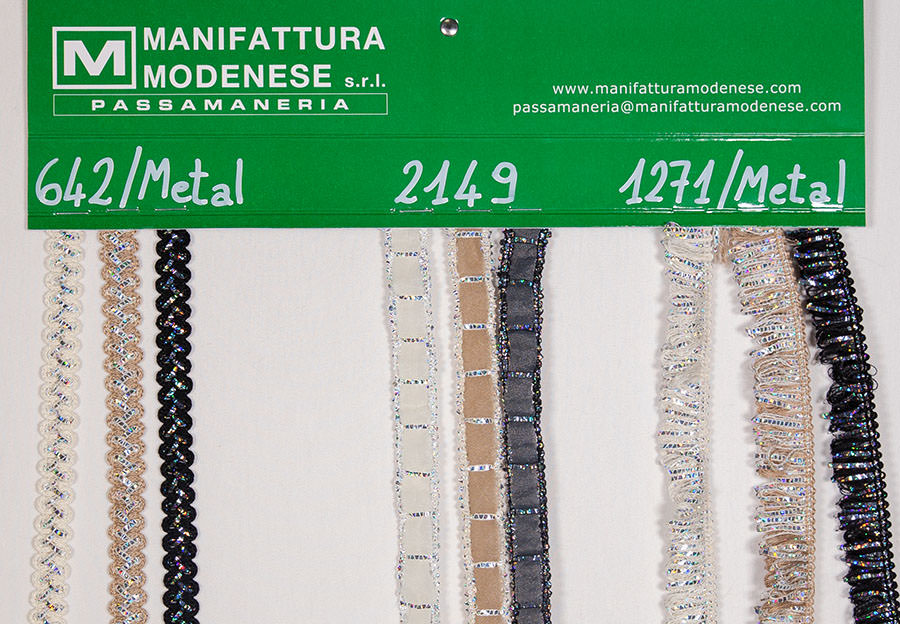 M MANIFATTURA
MODENESE s.r.l.
PASSAMANERIA
www.manifatturamodenese.com
passamaneria@manifatturamodenese.com
642/Metal
2149
1271/Metal